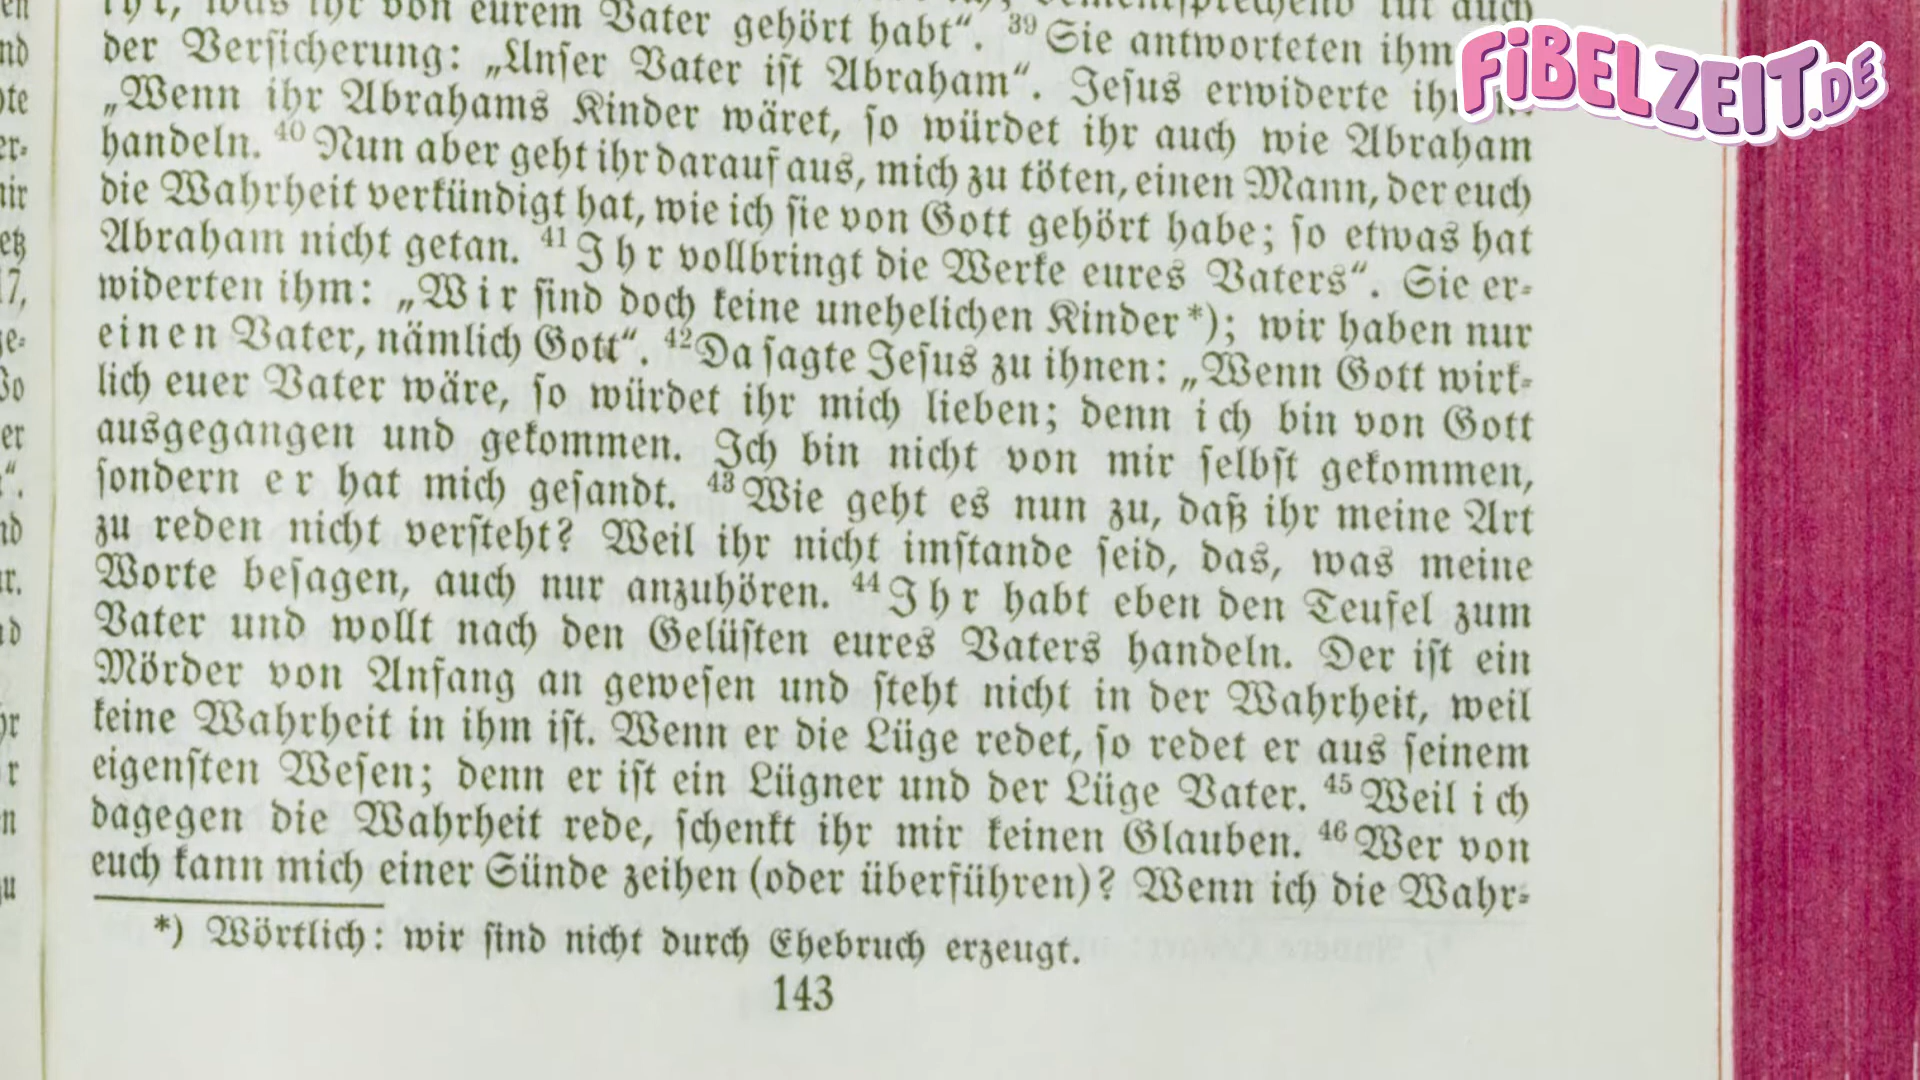 ihr, was ihr von eurem Vater gehört habt“. 39 Sie antworteten ihm
der Versicherung: „Unser Vater ist Abraham“. Jesus erwiderte
„Wenn ihr Abrahams Kinder wäret, so würdet ihr auch wie Abraham
handeln. 40 Nun aber geht ihr darauf aus, mich zu töten, einen Mann, der euch
die Wahrheit verkündigt hat, wie ich sie von Gott gehört habe; so etwas hat
Abraham nicht getan. 41 Ihr vollbringt die Werke eures Vaters“. Sie er-
widerten ihm: „Wir sind doch keine unehelichen Kinder*); wir haben nur
einen Vater, nämlich Gott“. 42 Da sagte Jesus zu ihnen: „Wenn Gott wirk-
lich euer Vater wäre, so würdet ihr mich lieben; denn ich bin von Gott
ausgegangen und gekommen. Ich bin nicht von mir selbst gekommen,
sondern er hat mich gesandt. 43 Wie geht es nun zu, daß ihr meine Art
zu reden nicht versteht? Weil ihr nicht imstande seid, das, was meine
Worte besagen, auch nur anzuhören. 44 Ihr habt eben den Teufel zum
Vater und wollt nach den Gelüsten eures Vaters handeln. Der ist ein
Mörder von Anfang an gewesen und steht nicht in der Wahrheit, weil
keine Wahrheit in ihm ist. Wenn er die Lüge redet, so redet er aus seinem
eigensten Wesen; denn er ist ein Lügner und der Lüge Vater. 45 Weil ich
dagegen die Wahrheit rede, schenkt ihr mir keinen Glauben. 46 Wer von
euch kann mich einer Sünde zeihen (oder überführen)? Wenn ich die Wahr-
*) Wörtlich: wir sind nicht durch Ehebruch erzeugt.
143
FiBELZEIT.DE